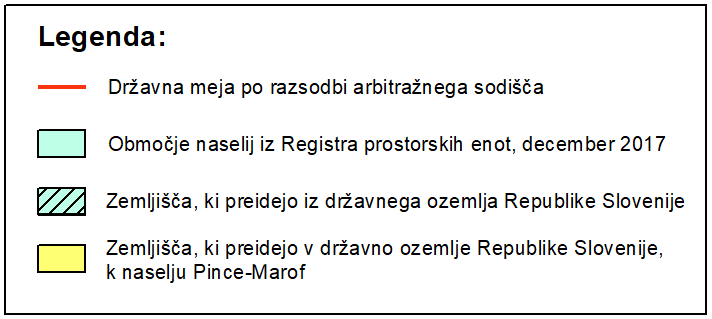 Legenda:
Državna meja po razsodbi arbitražnega sodišča
Območje naselij iz Registra prostorskih enot, december 2017
Zemljišča, ki preidejo iz državnega ozemlja Republike Slovenije
Zemljišča, ki preidejo v državno ozemlje Republike Slovenije,
k naselju Pince-Marof